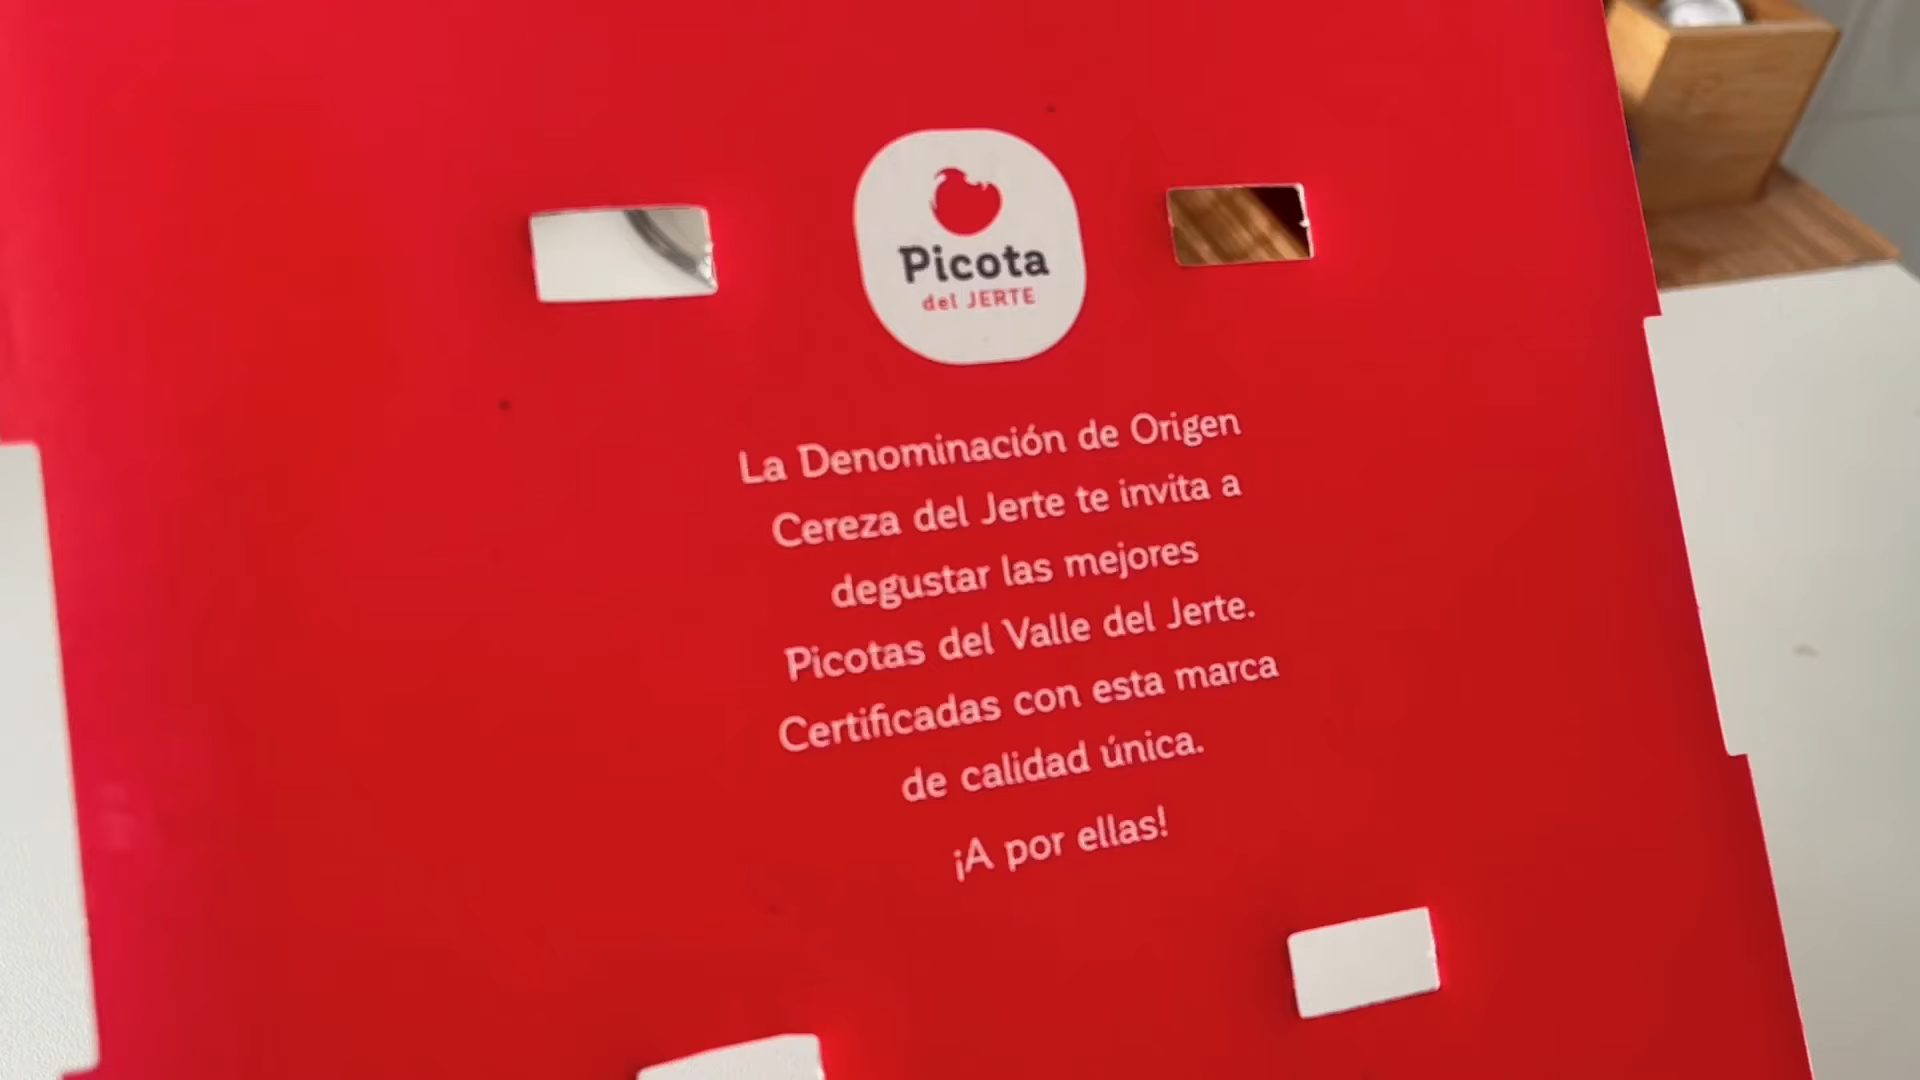 Picota
del JERTE
La Denominación de Origen
Cereza del Jerte te invita a
degustar las mejores
Picotas del Valle del Jerte.
Certificadas con esta marca
de calidad única.
¡A por ellas!